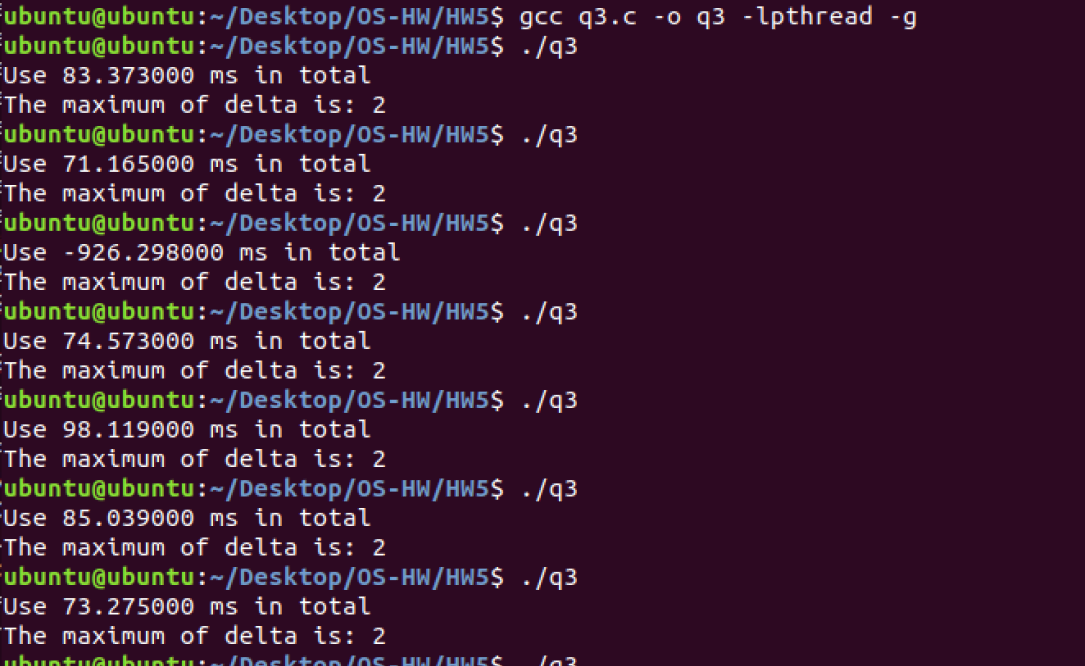 ubuntu@ubuntu:~/Desktop/OS-HW/HW5$ gcc q3.c -o q3 -lpthread -g
ubuntu@ubuntu:~/Desktop/OS-HW/HW5$ ./q3
Use 83.373000 ms in total
The maximum of delta is: 2
ubuntu@ubuntu:~/Desktop/OS-HW/HW5$ ./q3
Use 71.165000 ms in total
The maximum of delta is: 2
ubuntu@ubuntu:~/Desktop/OS-HW/HW5$ ./q3
Use -926.298000 ms in total
The maximum of delta is: 2
ubuntu@ubuntu:~/Desktop/OS-HW/HW5$ ./q3
Use 74.573000 ms in total
The maximum of delta is: 2
ubuntu@ubuntu:~/Desktop/OS-HW/HW5$ ./q3
Use 98.119000 ms in total
The maximum of delta is: 2
ubuntu@ubuntu:~/Desktop/OS-HW/HW5$ ./q3
Use 85.039000 ms in total
The maximum of delta is: 2
ubuntu@ubuntu:~/Desktop/OS-HW/HW5$ ./q3
Use 73.275000 ms in total
The maximum of delta is: 2
ubuntu@ubuntu:~/Desktop/OS-HW/HW5$ ./q3